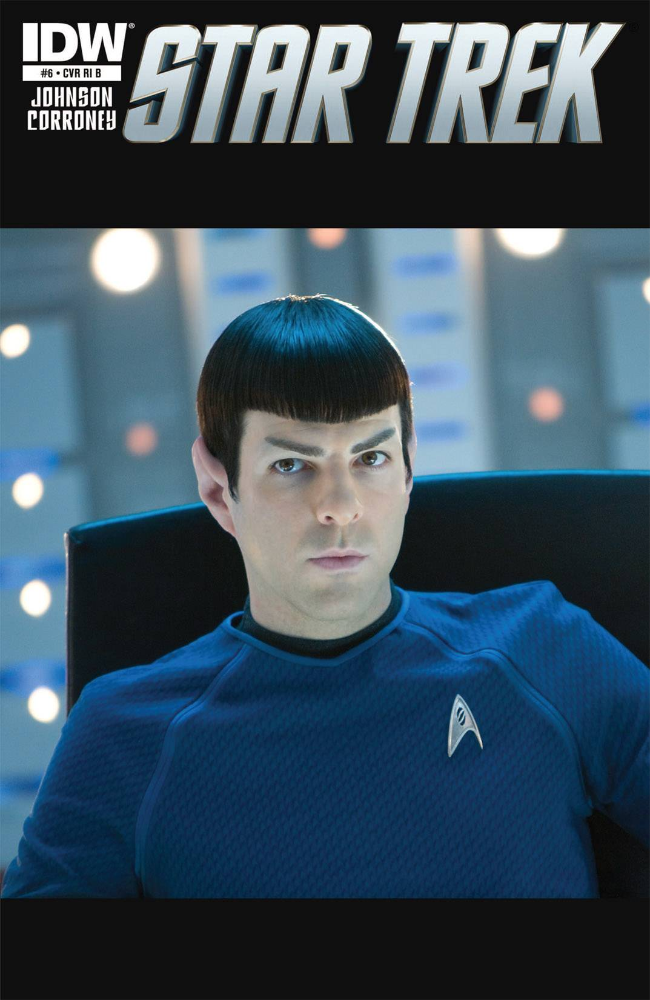 IDW®
#6 • CVR RI B
JOHNSON
CORRONEY
STAR TREK®